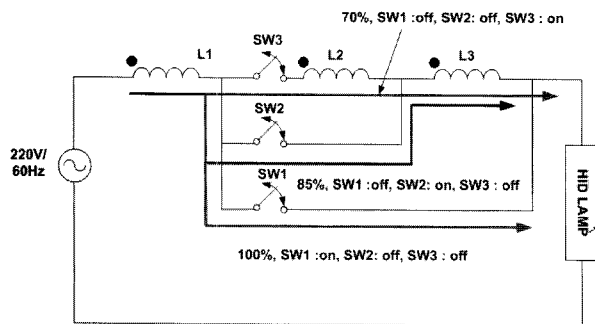 70%, SW1 :off, SW2: off, SW3 : on
L1
SW3
L2
L3
SW2
220V/
60Hz
85%, SW1 :off, SW2: on, SW3 : off
SW1
HID LAMP
100%, SW1 :on, SW2: off, SW3 : off